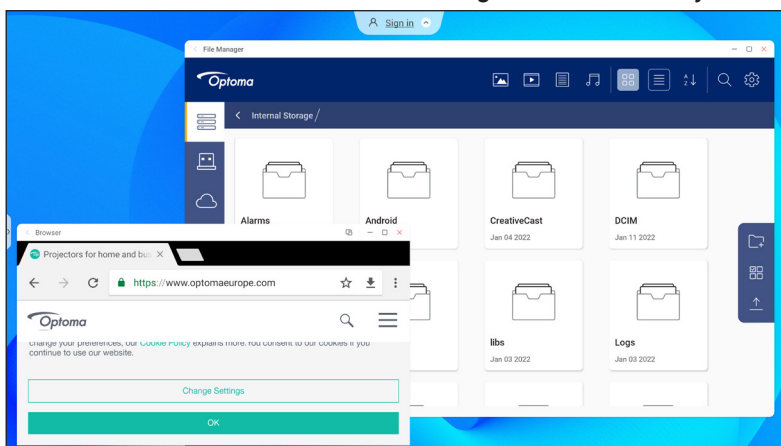 Sign in
File Manager
Optoma
Internal Storage/
Alarms
Android
CreativeCast
Jan 04 2022
DCIM
Jan 11 2022
libs
Jan 03 2022
Logs
Jan 03 2022
Browser
Projectors for home and bus
https://www.optomaeurope.com
Optoma
change your preferences, our Cookie Policy explains more.You consent to our cookies if you
continue to use our website.
Change Settings
OK